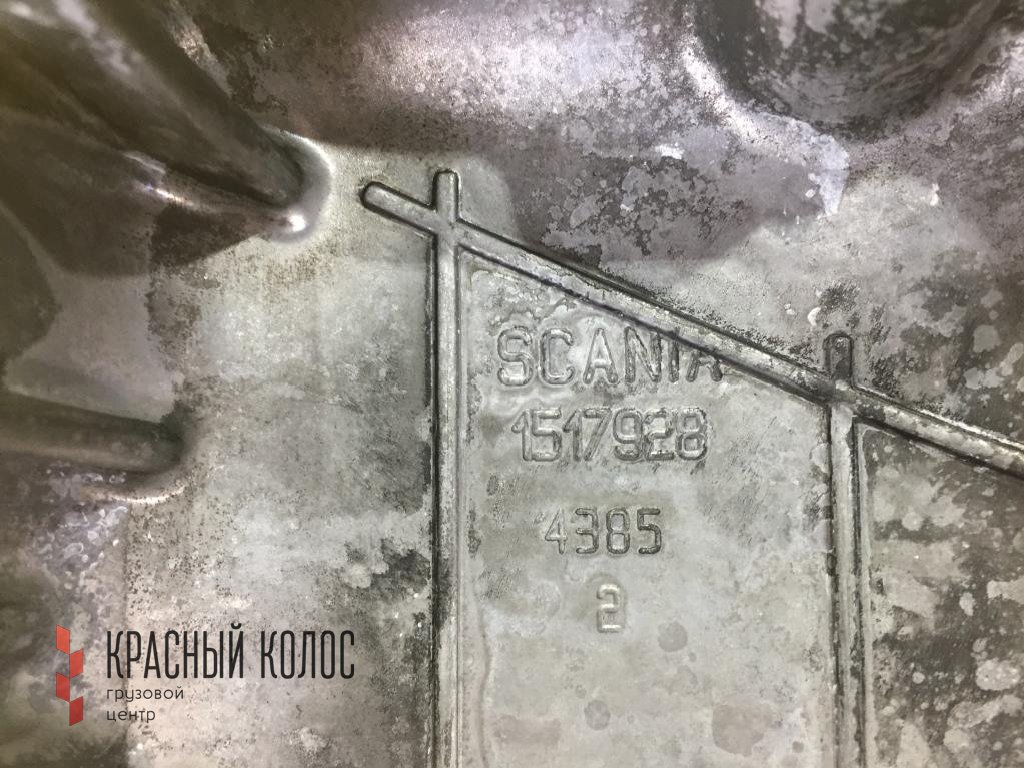 SCANIA
1517928
4385
2
КРАСНЫЙ КОЛОС
грузовой
центр